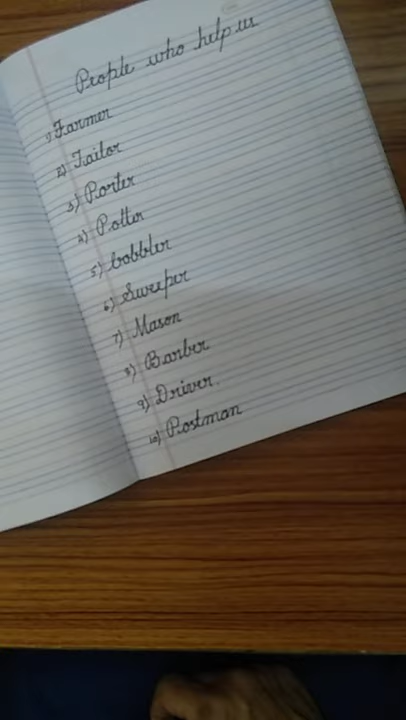 People who help us
1) Farmer
2) Tailor
3) Porter
4) Potter
5) Cobbler
6) Sweeper
7) Mason
8) Barber
9) Driver.
10) Postman